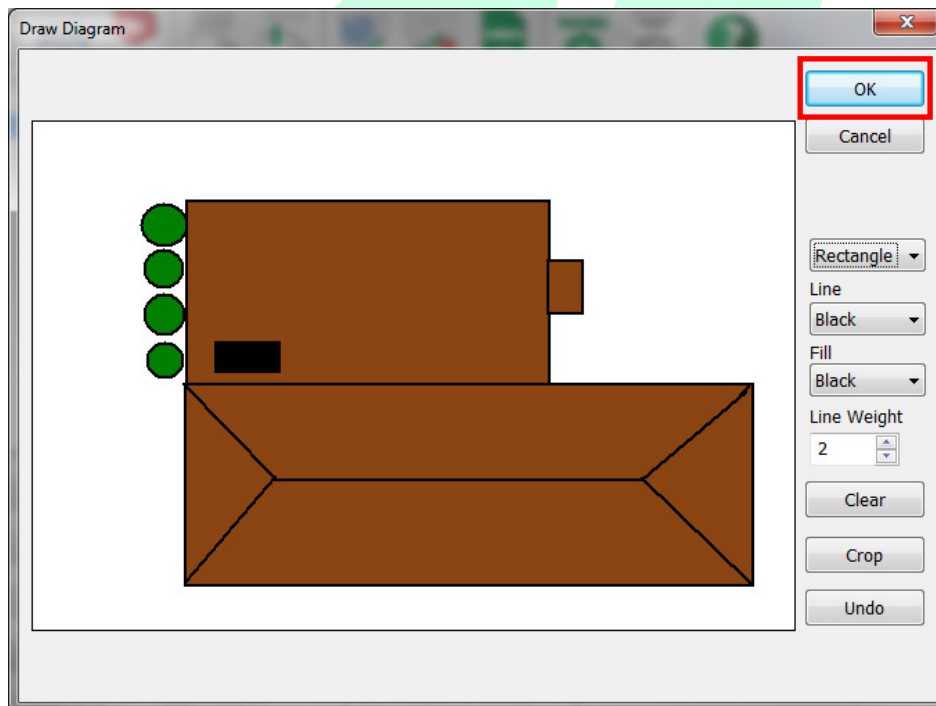 Draw Diagram
OK
Cancel
Rectangle
Line
Black
Fill
Black
Line Weight
2
Clear
Crop
Undo